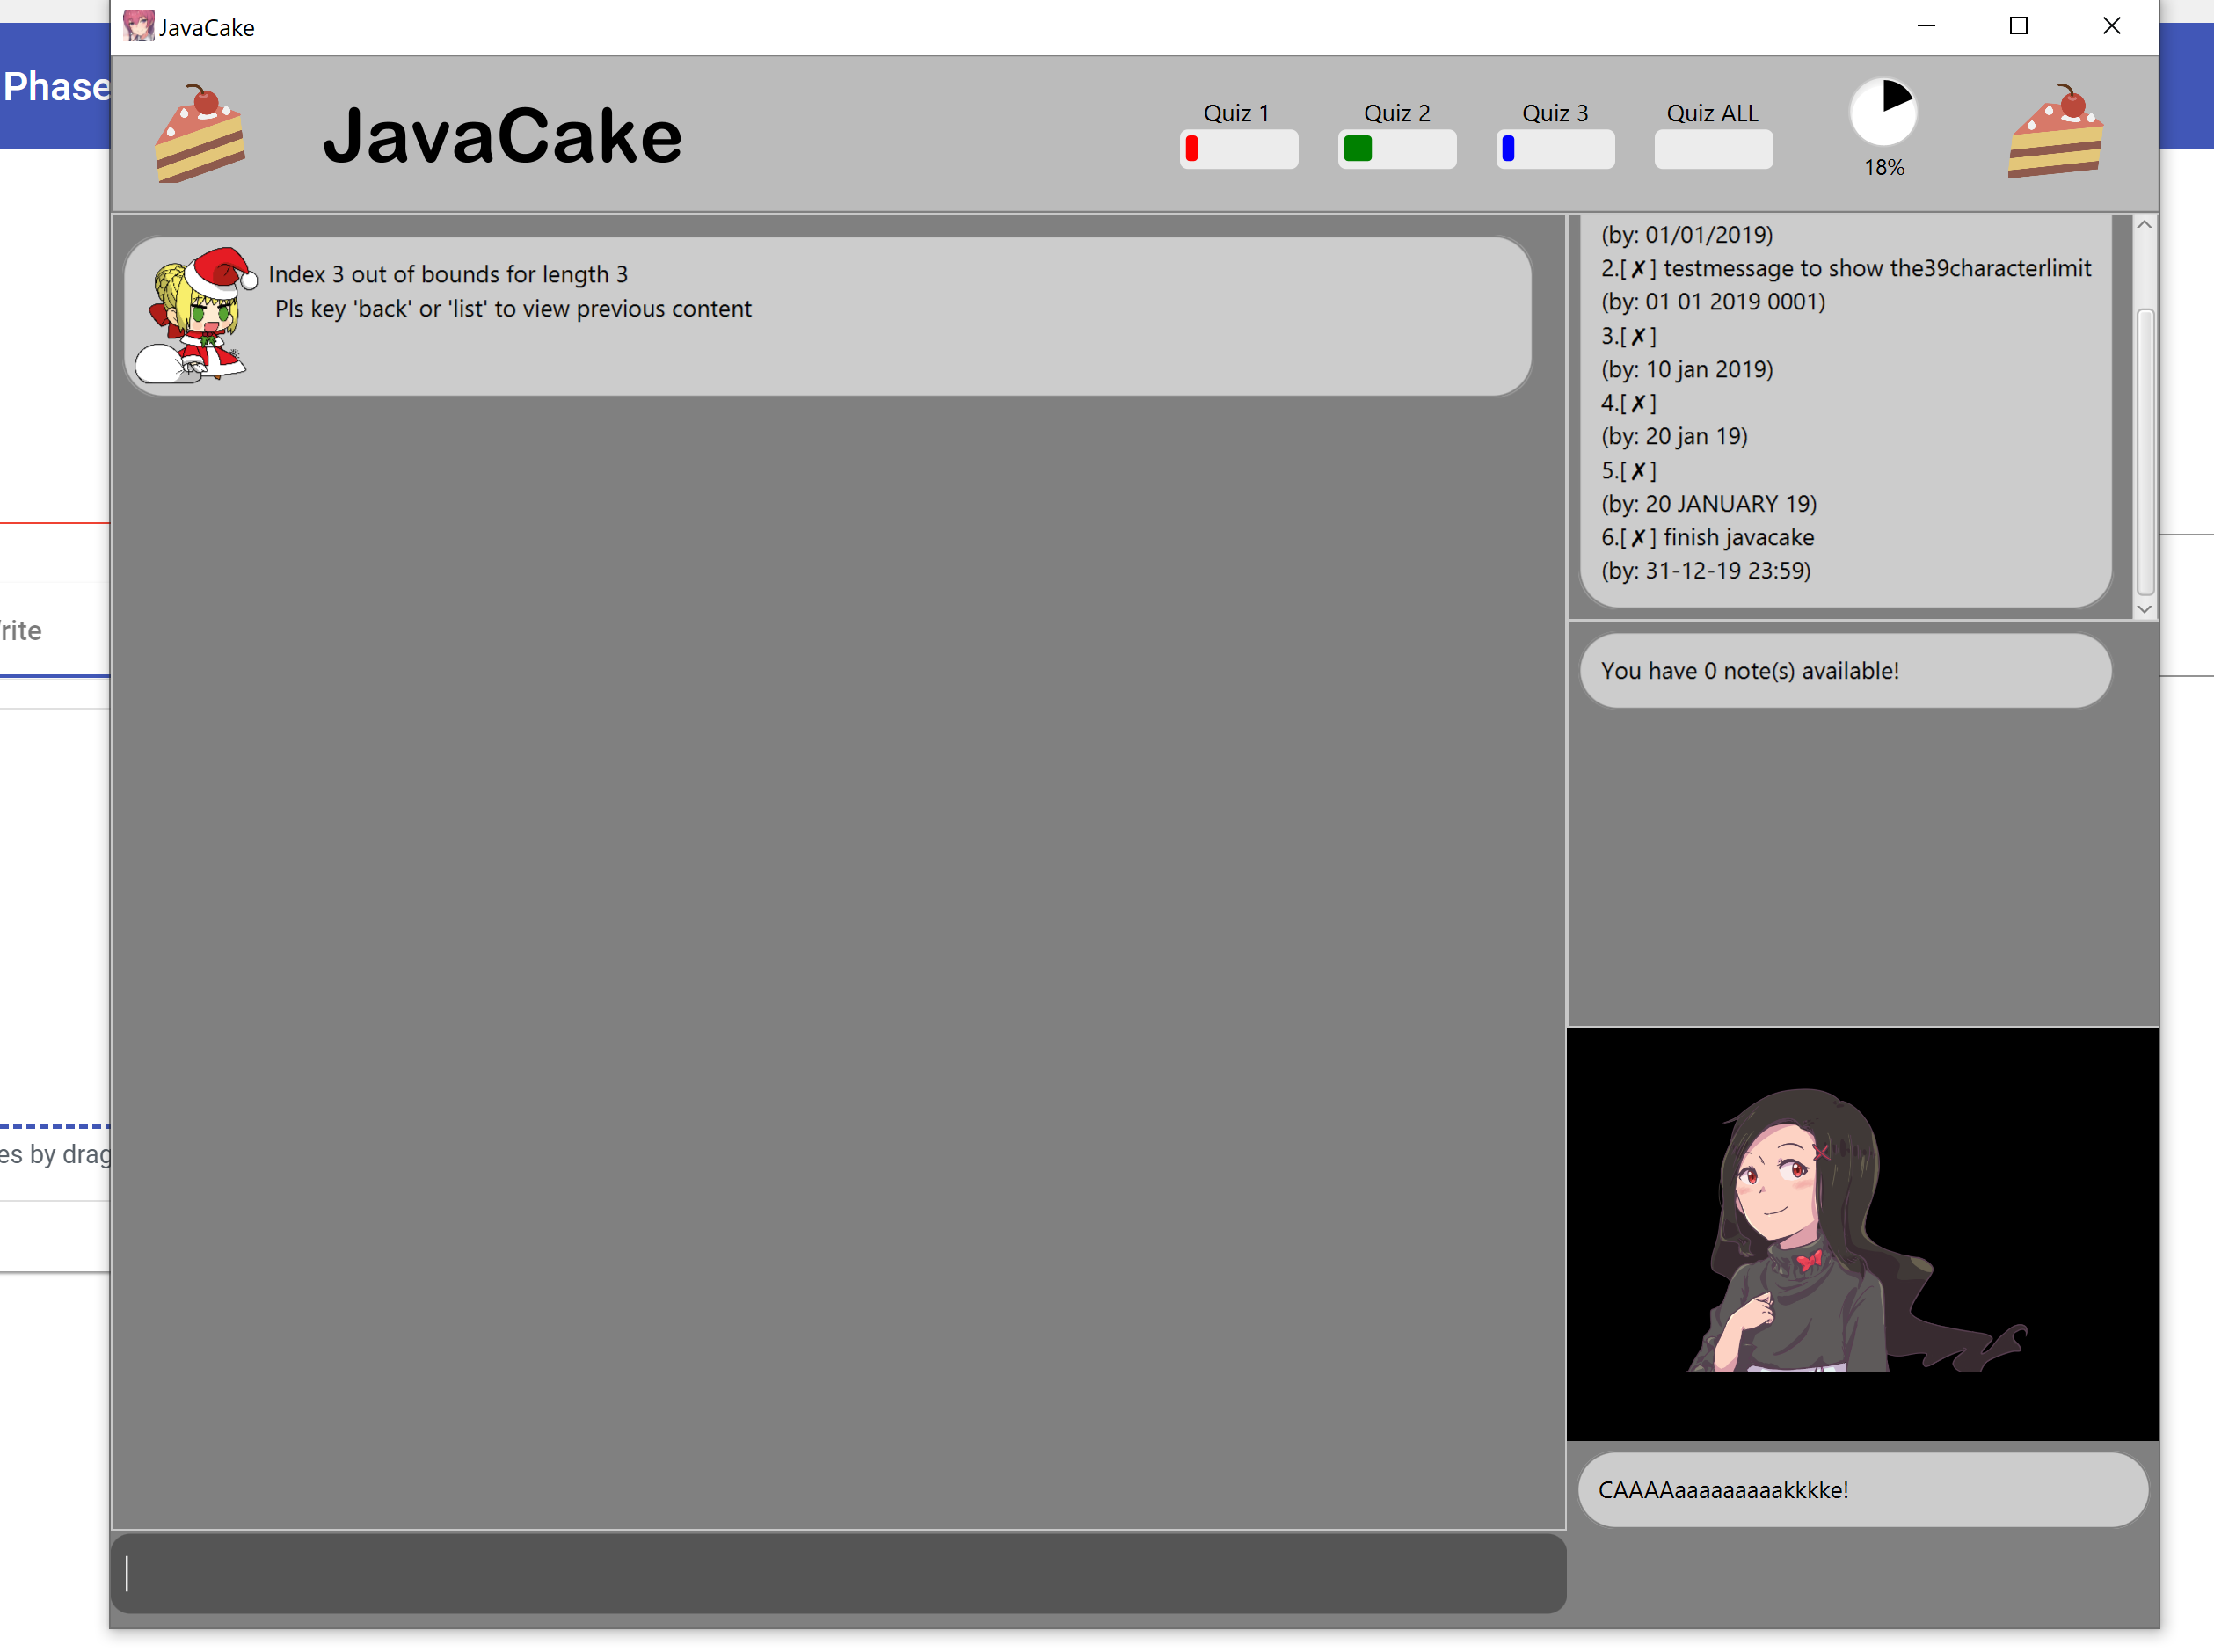 JavaCake
Phase
JavaCake
Quiz 1
Quiz 2
Quiz 3
Quiz ALL
18%
Index 3 out of bounds for length 3
Pls key 'back' or 'list' to view previous content
(by: 01/01/2019)
2.[✗] testmessage to show the39characterlimit
(by: 01 01 2019 0001)
3.[✗]
(by: 10 jan 2019)
4.[✗]
(by: 20 jan 19)
5.[✗]
(by: 20 JANUARY 19)
6.[✗] finish javacake
(by: 31-12-19 23:59)
rite
You have 0 note(s) available!
es by drag
CAAAAaaaaaaaaakkkke!